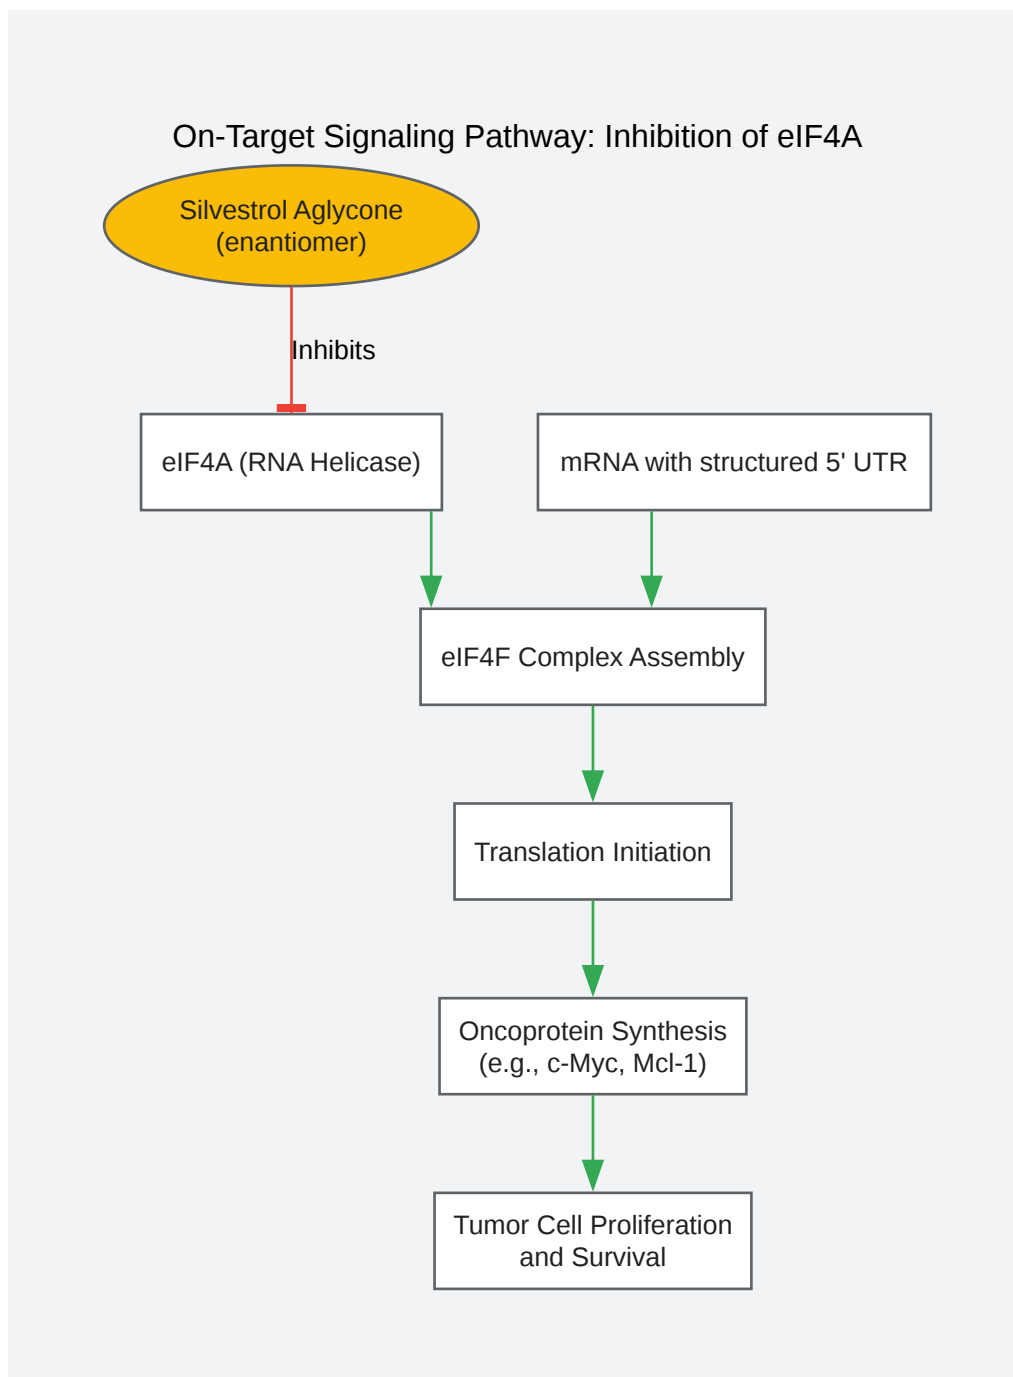 On-Target Signaling Pathway: Inhibition of eIF4A
Silvestrol Aglycone
(enantiomer)
Inhibits
eIF4A (RNA Helicase)
mRNA with structured 5' UTR
eIF4F Complex Assembly
Translation Initiation
Oncoprotein Synthesis
(e.g., c-Myc, Mcl-1)
Tumor Cell Proliferation
and Survival